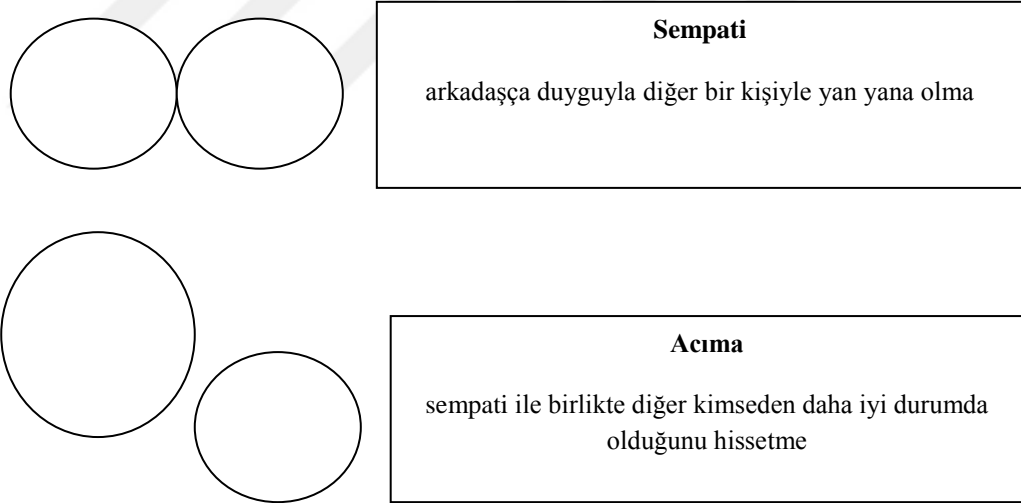 Sempati
arkadaşça duyguyla diğer bir kişiyle yan yana olma
Acıma
sempati ile birlikte diğer kimseden daha iyi durumda
olduğunu hissetme